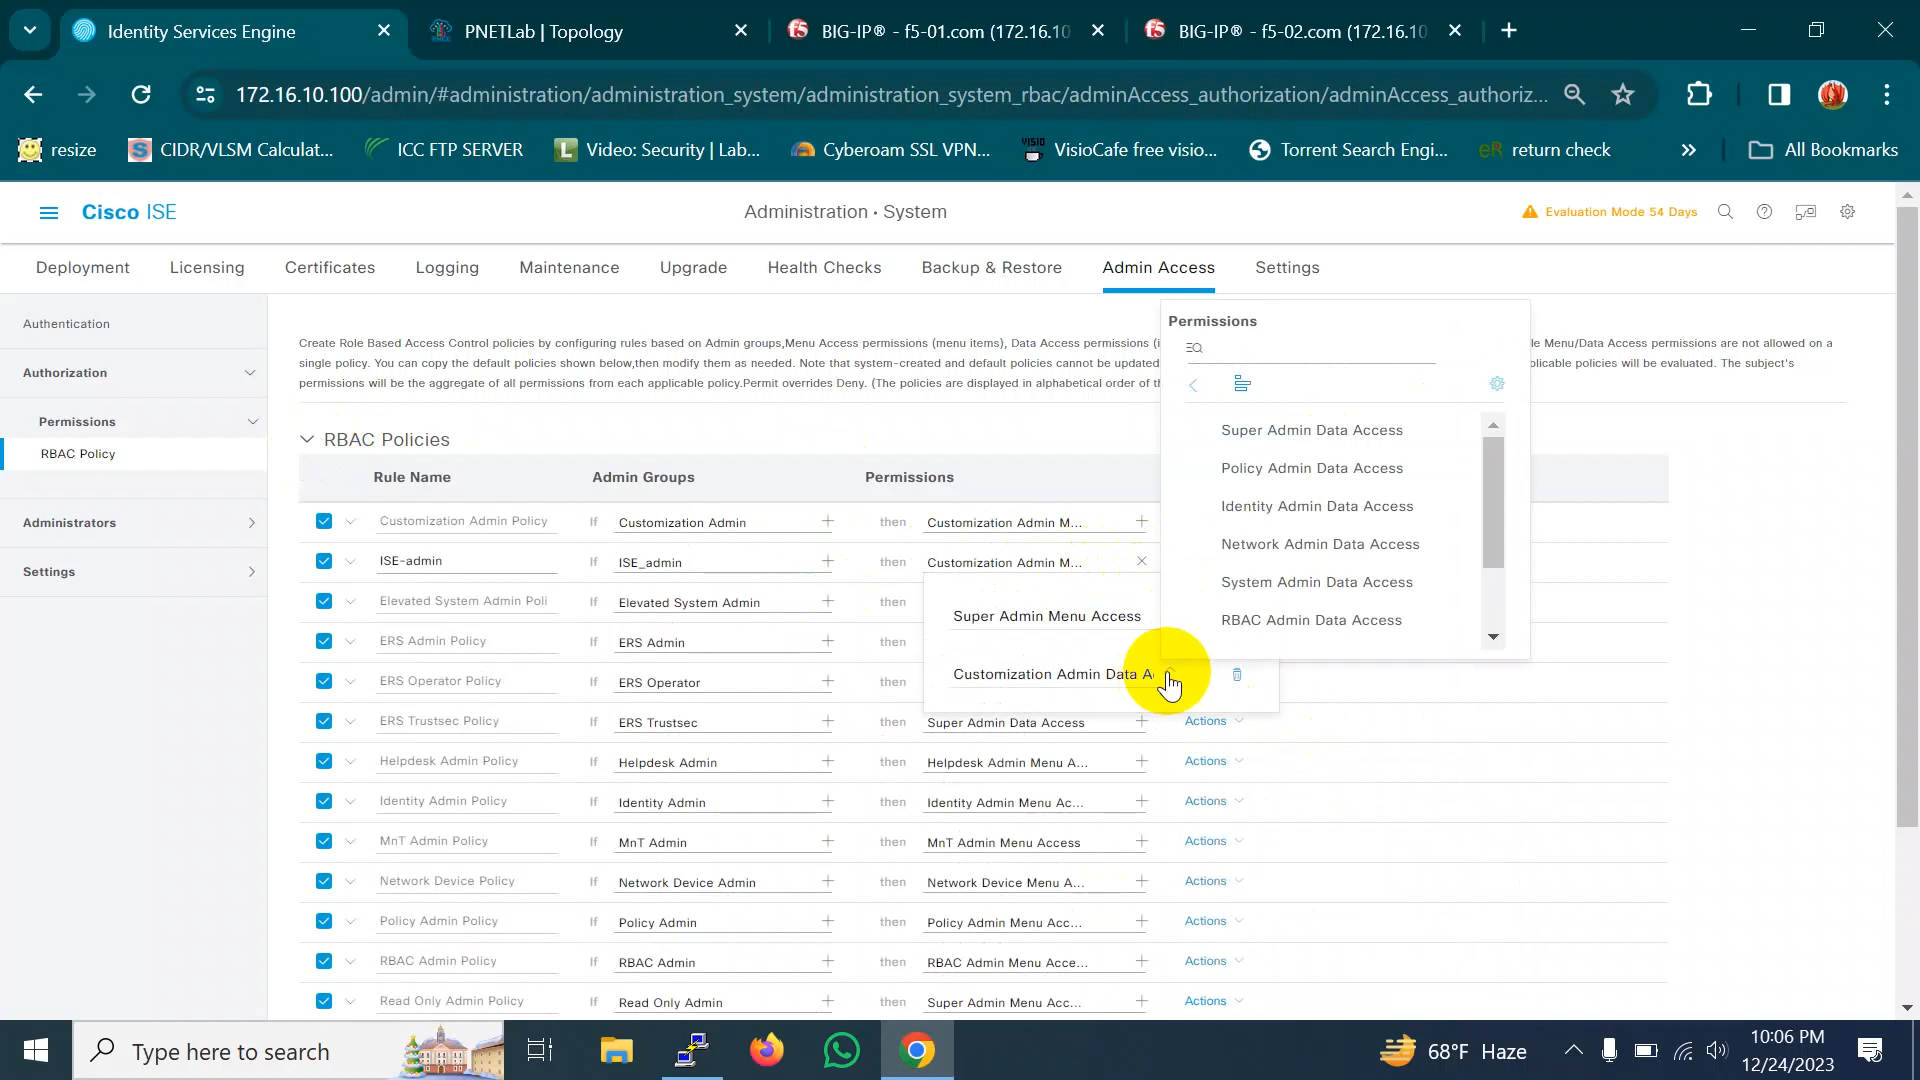 Identity Services Engine
PNETLab | Topology
BIG-IP® - f5-01.com (172.16.10
BIG-IP® - f5-02.com (172.16.10
172.16.10.100/admin/#administration/administration_system/administration_system_rbac/adminAccess_authorization/adminAccess_authoriz...
resize
CIDR/VLSM Calculat...
ICC FTP SERVER
Video: Security | Lab...
Cyberoam SSL VPN...
VisioCafe free visio...
Torrent Search Engi...
return check
All Bookmarks
Cisco ISE
Administration · System
Evaluation Mode 54 Days
Deployment
Licensing
Certificates
Logging
Maintenance
Upgrade
Health Checks
Backup & Restore
Admin Access
Settings
Authentication
Authorization
Permissions
RBAC Policy
Administrators
Settings
Create Role Based Access Control policies by configuring rules based on Admin groups,Menu Access permissions (menu items), Data Access permissions (i
le Menu/Data Access permissions are not allowed on a
single policy. You can copy the default policies shown below,then modify them as needed. Note that system-created and default policies cannot be updated
plicable policies will be evaluated. The subject's
permissions will be the aggregate of all permissions from each applicable policy.Permit overrides Deny. (The policies are displayed in alphabetical order of th
RBAC Policies
Rule Name Admin Groups Permissions
Customization Admin Policy If Customization Admin + then Customization Admin M... +
ISE-admin If ISE_admin + then Customization Admin M...
Elevated System Admin Poli If Elevated System Admin + then
ERS Admin Policy If ERS Admin + then
ERS Operator Policy If ERS Operator + then
ERS Trustsec Policy If ERS Trustsec + then Super Admin Data Access + Actions
Helpdesk Admin Policy If Helpdesk Admin + then Helpdesk Admin Menu A... + Actions
Identity Admin Policy If Identity Admin + then Identity Admin Menu Ac... + Actions
MnT Admin Policy If MnT Admin + then MnT Admin Menu Access + Actions
Network Device Policy If Network Device Admin + then Network Device Menu A... + Actions
Policy Admin Policy If Policy Admin + then Policy Admin Menu Acc... + Actions
RBAC Admin Policy If RBAC Admin + then RBAC Admin Menu Acce... + Actions
Read Only Admin Policy If Read Only Admin + then Super Admin Menu Acc... + Actions
Super Admin Menu Access
Customization Admin Data A
Permissions
Super Admin Data Access
Policy Admin Data Access
Identity Admin Data Access
Network Admin Data Access
System Admin Data Access
RBAC Admin Data Access
Type here to search
68°F Haze
10:06 PM
12/24/2023